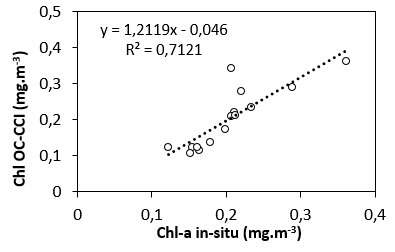 y = 1,2119x - 0,046
R² = 0,7121
0,5
0,4
0,3
0,2
0,1
0
0
0,1
0,2
0,3
0,4
Chl OC-CCI (mg.m⁻³)
Chl-a in-situ (mg.m⁻³)